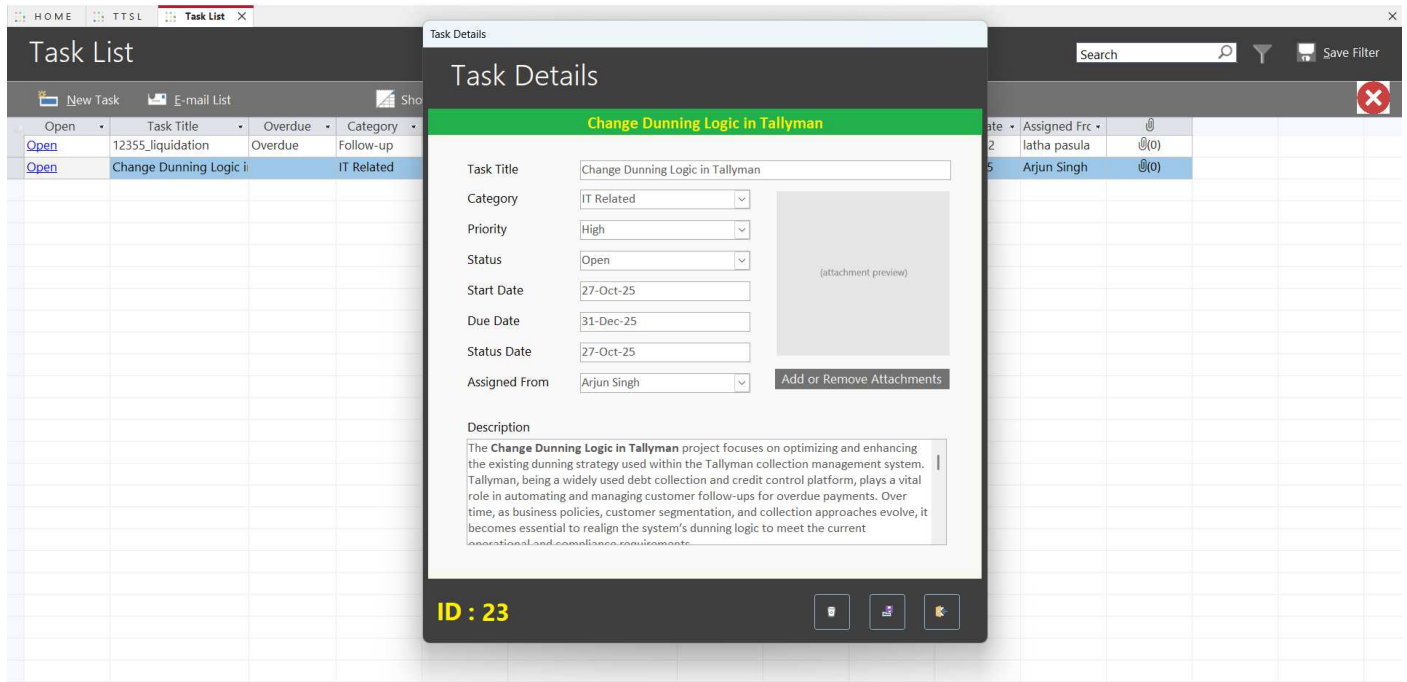 HOME TTSL Task List
Task List
Search
Save Filter
New Task E-mail List Sho
Open Task Title Overdue Category ate Assigned Frc
Open 12355_liquidation Overdue Follow-up 2 latha pasula (0)
Open Change Dunning Logic i IT Related 5 Arjun Singh (0)
Task Details
Task Details
Change Dunning Logic in Tallyman
Task Title Change Dunning Logic in Tallyman
Category IT Related
Priority High
Status Open
(attachment preview)
Start Date 27-Oct-25
Due Date 31-Dec-25
Status Date 27-Oct-25
Assigned From Arjun Singh
Add or Remove Attachments
Description
The Change Dunning Logic in Tallyman project focuses on optimizing and enhancing
the existing dunning strategy used within the Tallyman collection management system.
Tallyman, being a widely used debt collection and credit control platform, plays a vital
role in automating and managing customer follow-ups for overdue payments. Over
time, as business policies, customer segmentation, and collection approaches evolve, it
becomes essential to realign the system's dunning logic to meet the current
operational and compliance requirements.
ID : 23